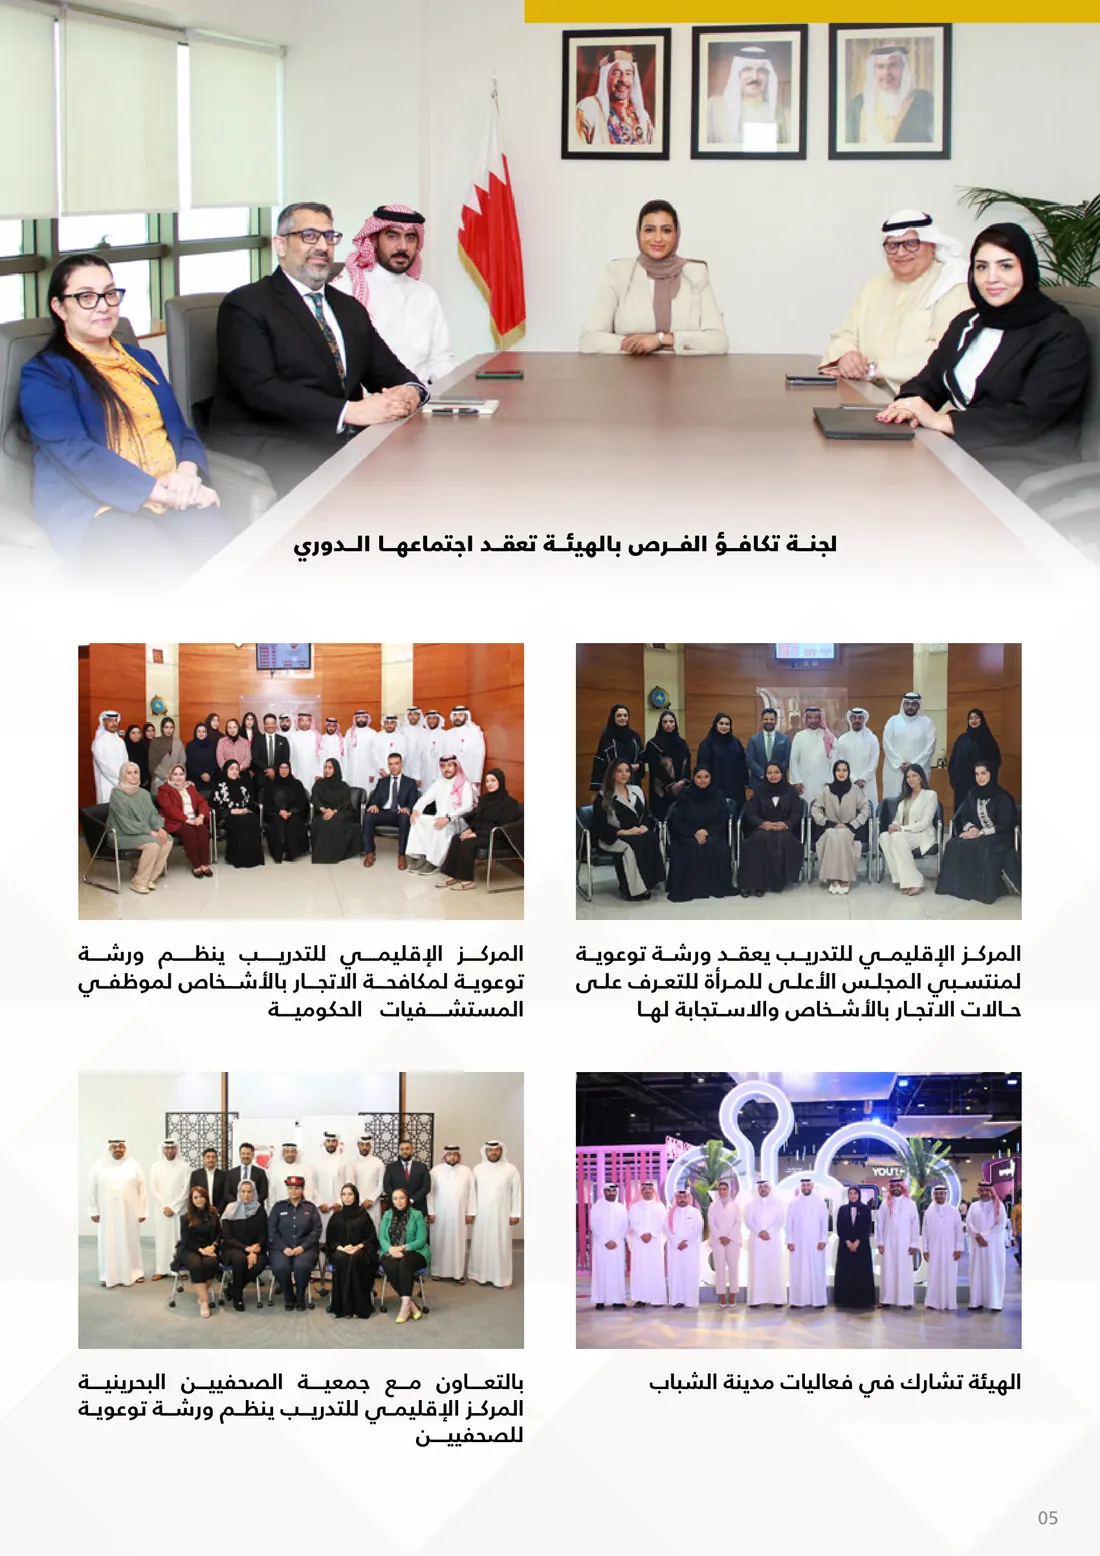 لجنة تكافؤ الفرص بالهيئة تعقد اجتماعها الدوري
المركز الإقليمي للتدريب يعقد ورشة توعوية
لمنتسبي المجلس الأعلى للمرأة للتعرف على
حالات الاتجار بالأشخاص والاستجابة لها
المركز الإقليمي للتدريب ينظم ورشة
توعوية لمكافحة الاتجار بالأشخاص لموظفي
المستشفيات الحكومية
YOUTH
الهيئة تشارك في فعاليات مدينة الشباب
بالتعاون مع جمعية الصحفيين البحرينية
المركز الإقليمي للتدريب ينظم ورشة توعوية
للصحفيين
05